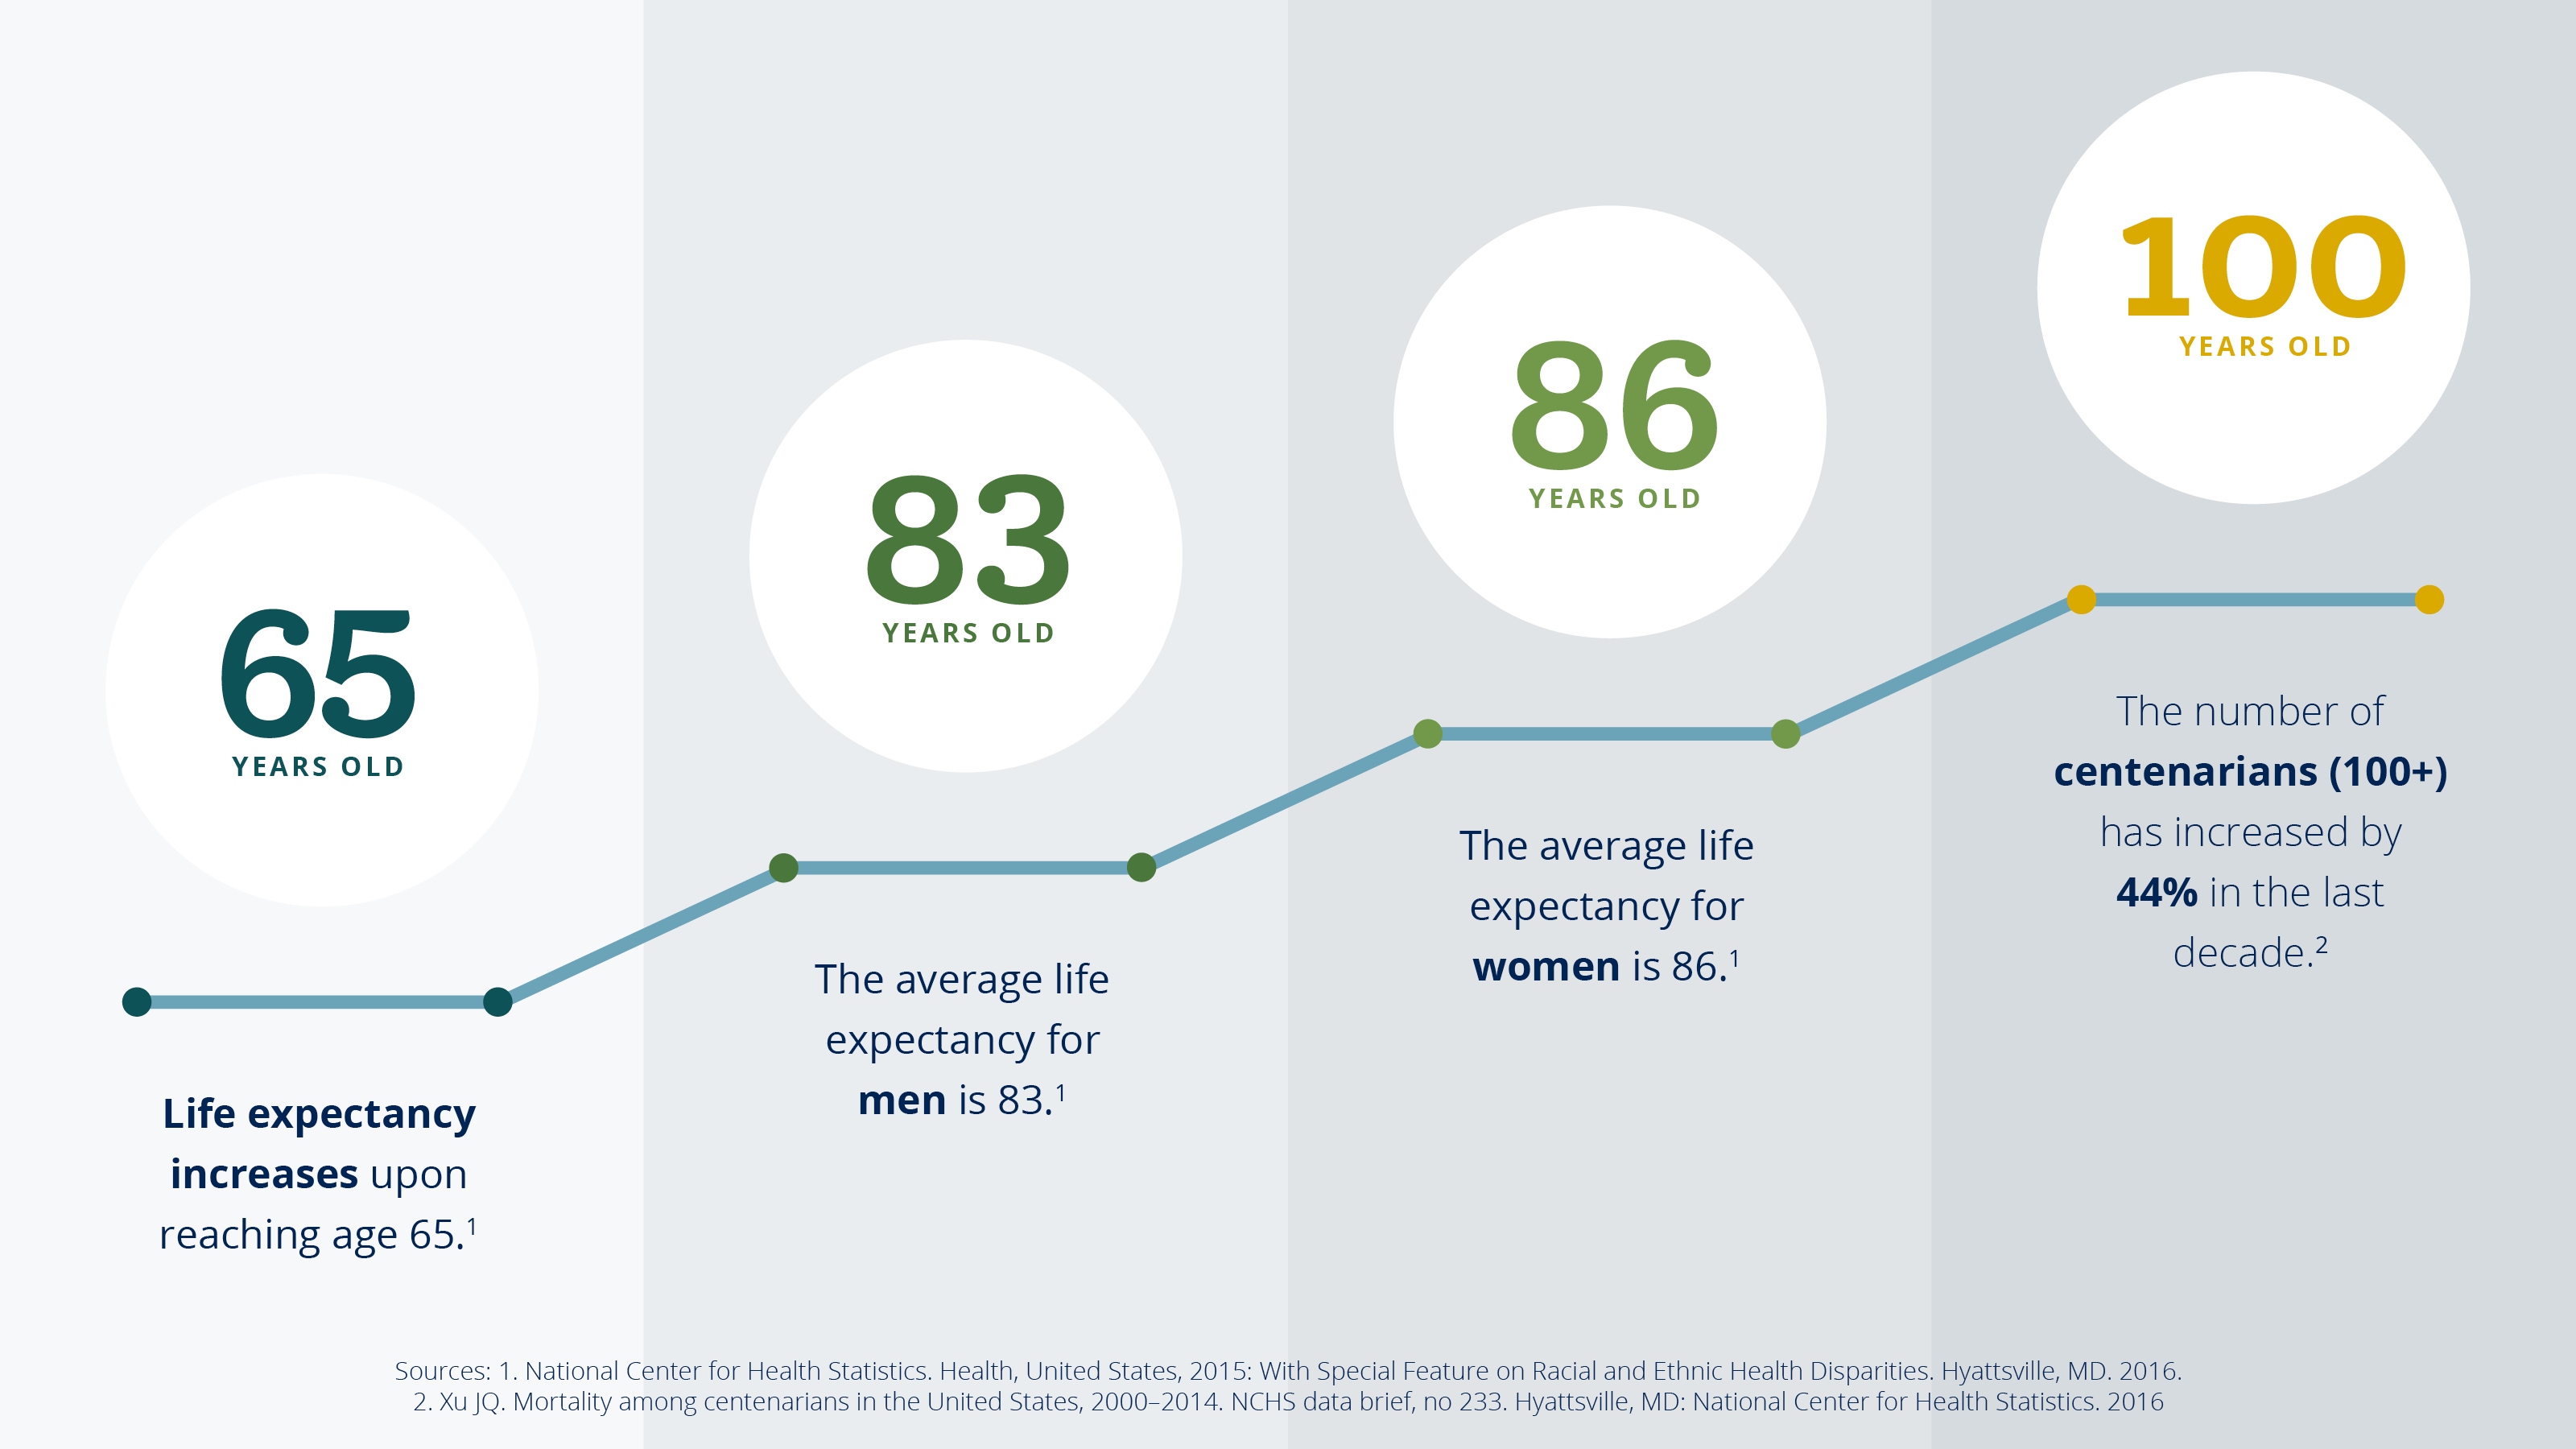 65
YEARS OLD
Life expectancy
increases upon
reaching age 65.¹
83
YEARS OLD
The average life
expectancy for
men is 83.¹
86
YEARS OLD
The average life
expectancy for
women is 86.¹
100
YEARS OLD
The number of
centenarians (100+)
has increased by
44% in the last
decade.²
Sources: 1. National Center for Health Statistics. Health, United States, 2015: With Special Feature on Racial and Ethnic Health Disparities. Hyattsville, MD. 2016.
2. Xu JQ. Mortality among centenarians in the United States, 2000–2014. NCHS data brief, no 233. Hyattsville, MD: National Center for Health Statistics. 2016